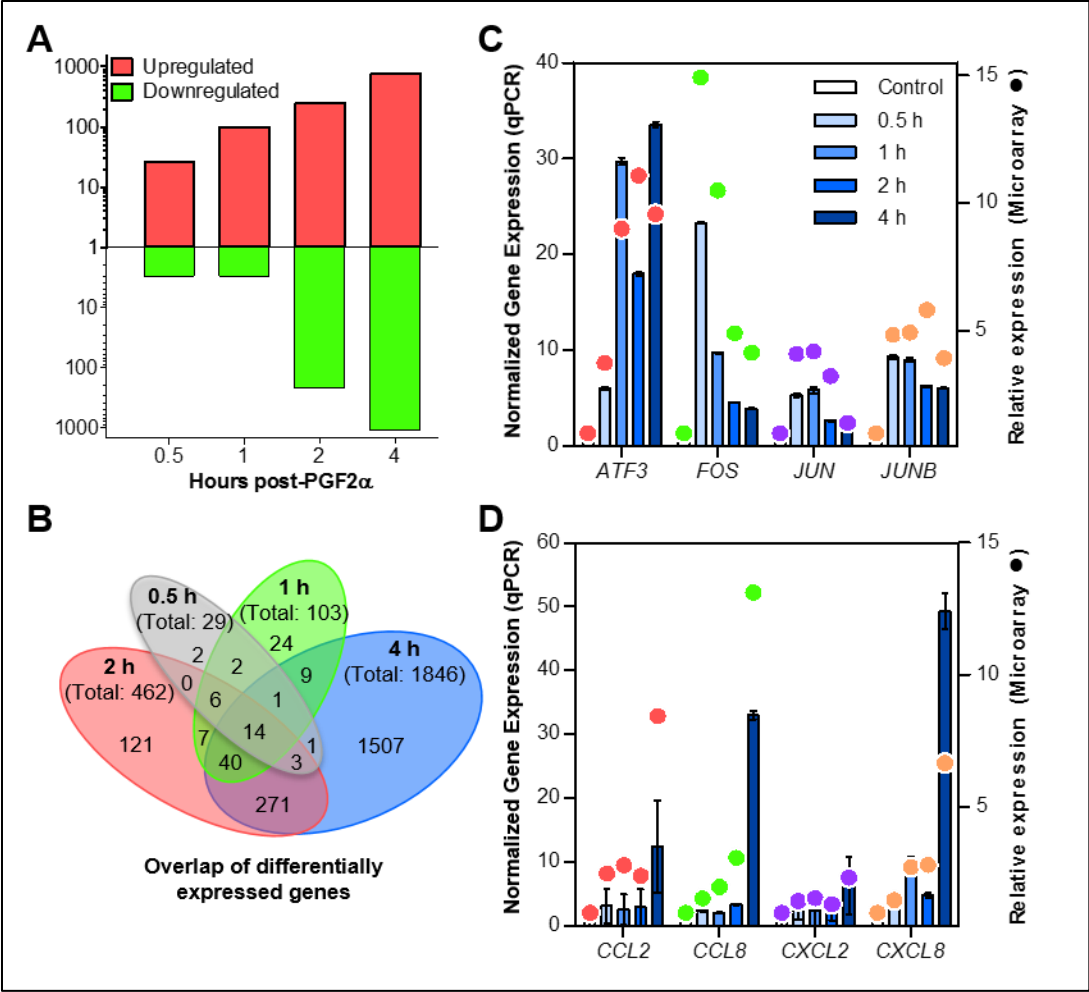 A
Upregulated
Downregulated
1000
100
10
1
10
100
1000
0.5 1 2 4
Hours post-PGF2α
B
0.5 h
(Total: 29)
1 h
(Total: 103)
2 h
(Total: 462)
4 h
(Total: 1846)
2
2
24
9
0
6
1
121
7
14
1
1507
40
3
271
Overlap of differentially
expressed genes
C
Normalized Gene Expression (qPCR)
40
30
20
10
0
Control
0.5 h
1 h
2 h
4 h
15
10
5
Relative expression (Microarray ●)
ATF3 FOS JUN JUNB
D
Normalized Gene Expression (qPCR)
60
50
40
30
20
10
0
15
10
5
Relative expression (Microarray ●)
CCL2 CCL8 CXCL2 CXCL8